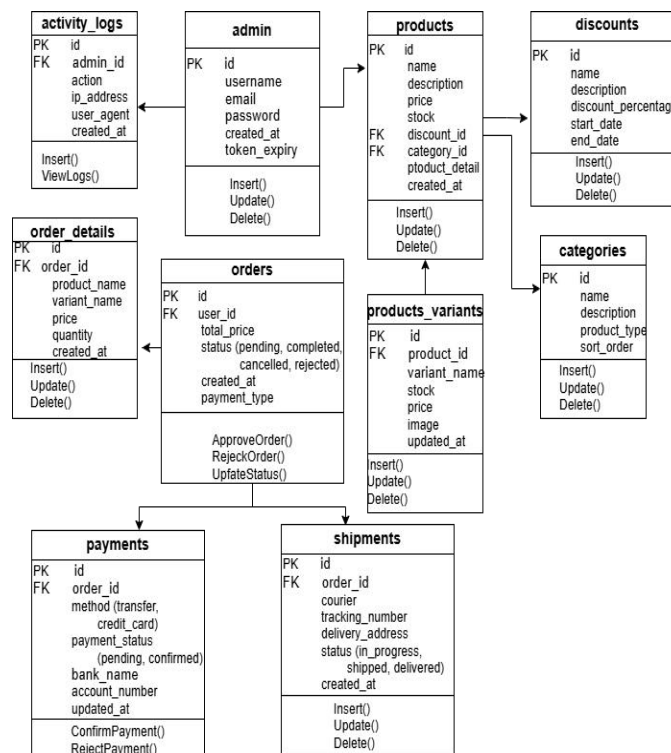 activity_logs
PK id
FK admin_id
action
ip_address
user_agent
created_at
Insert()
ViewLogs()
admin
PK id
username
email
password
created_at
token_expiry
Insert()
Update()
Delete()
products
PK id
name
description
price
stock
FK discount_id
FK category_id
ptoduct_detail
created_at
Insert()
Update()
Delete()
discounts
PK id
name
description
discount_percentag
start_date
end_date
Insert()
Update()
Delete()
order_details
PK id
FK order_id
product_name
variant_name
price
quantity
created_at
Insert()
Update()
Delete()
orders
PK id
FK user_id
total_price
status (pending, completed,
cancelled, rejected)
created_at
payment_type
ApproveOrder()
RejeckOrder()
UpfateStatus()
products_variants
PK id
FK product_id
variant_name
stock
price
image
updated_at
Insert()
Update()
Delete()
categories
PK id
name
description
product_type
sort_order
Insert()
Update()
Delete()
payments
PK id
FK order_id
method (transfer,
credit_card)
payment_status
(pending, confirmed)
bank_name
account_number
updated_at
ConfirmPayment()
RejectPayment()
shipments
PK id
FK order_id
courier
tracking_number
delivery_address
status (in_progress,
shipped, delivered)
created_at
Insert()
Update()
Delete()